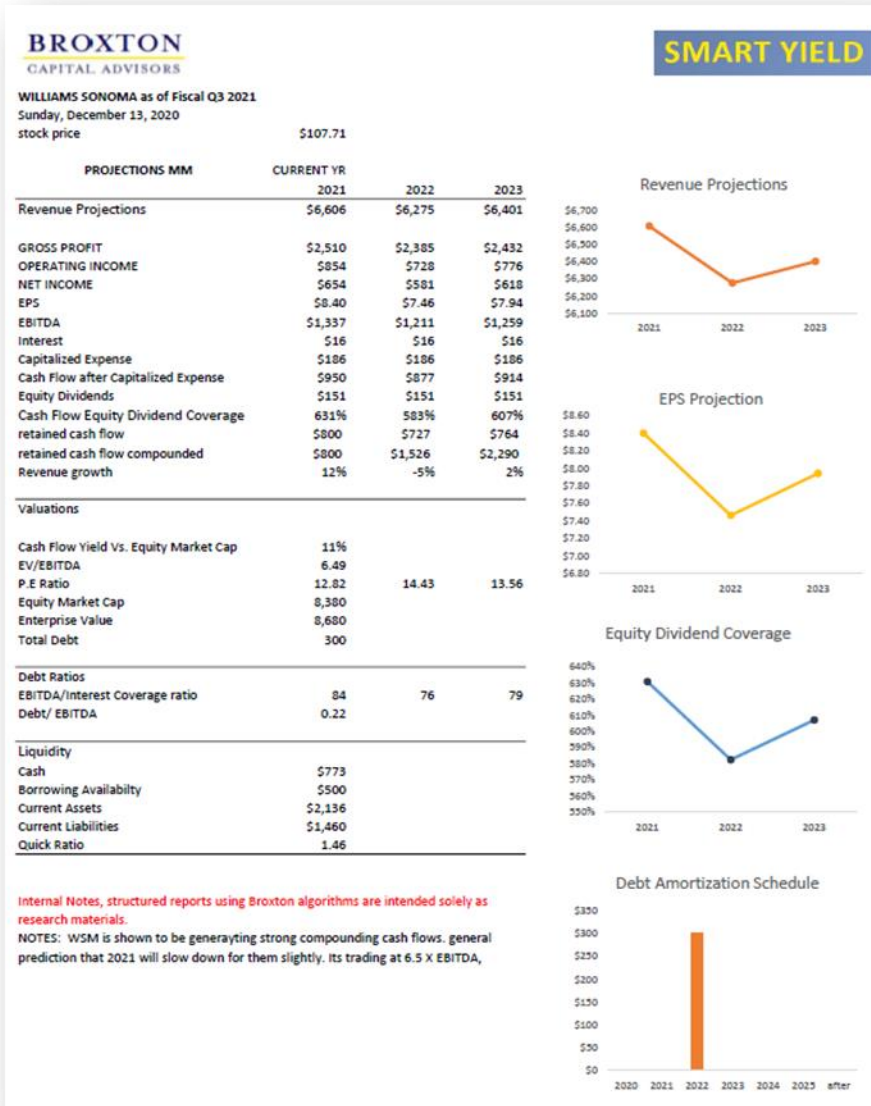 BROXTON
CAPITAL ADVISORS
SMART YIELD
WILLIAMS SONOMA as of Fiscal Q3 2021
Sunday, December 13, 2020
stock price $107.71
PROJECTIONS MM CURRENT YR
2021 2022 2023
Revenue Projections $6,606 $6,275 $6,401
GROSS PROFIT $2,510 $2,385 $2,432
OPERATING INCOME $854 $728 $776
NET INCOME $654 $581 $618
EPS $8.40 $7.46 $7.94
EBITDA $1,337 $1,211 $1,259
Interest $16 $16 $16
Capitalized Expense $186 $186 $186
Cash Flow after Capitalized Expense $950 $877 $914
Equity Dividends $151 $151 $151
Cash Flow Equity Dividend Coverage 631% 583% 607%
retained cash flow $800 $727 $764
retained cash flow compounded $800 $1,526 $2,290
Revenue growth 12% -5% 2%
Valuations
Cash Flow Yield Vs. Equity Market Cap 11%
EV/EBITDA 6.49
P.E Ratio 12.82 14.43 13.56
Equity Market Cap 8,380
Enterprise Value 8,680
Total Debt 300
Debt Ratios
EBITDA/Interest Coverage ratio 84 76 79
Debt/ EBITDA 0.22
Liquidity
Cash $773
Borrowing Availabilty $500
Current Assets $2,136
Current Liabilities $1,460
Quick Ratio 1.46
Internal Notes, structured reports using Broxton algorithms are intended solely as
research materials.
NOTES: WSM is shown to be generayting strong compounding cash flows. general
prediction that 2021 will slow down for them slightly. Its trading at 6.5 X EBITDA,
Revenue Projections
$6,700
$6,600
$6,500
$6,400
$6,300
$6,200
$6,100
2021 2022 2023
EPS Projection
$8.60
$8.40
$8.20
$8.00
$7.80
$7.60
$7.40
$7.20
$7.00
$6.80
2021 2022 2023
Equity Dividend Coverage
640%
630%
620%
610%
600%
590%
580%
570%
560%
550%
2021 2022 2023
Debt Amortization Schedule
$350
$300
$250
$200
$150
$100
$50
$0
2020 2021 2022 2023 2024 2025 after